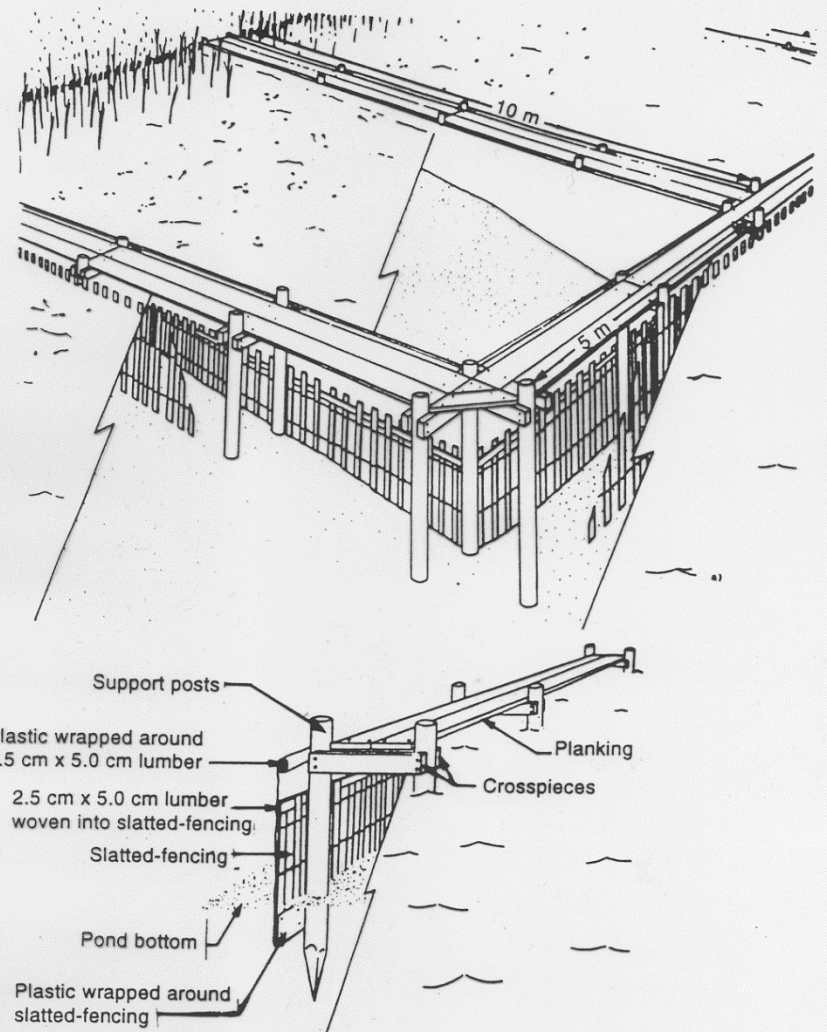 10 m
5 m
a)
Support posts
lastic wrapped around
.5 cm x 5.0 cm lumber
Planking
Crosspieces
2.5 cm x 5.0 cm lumber
woven into slatted-fencing
Slatted-fencing
Pond bottom
Plastic wrapped around
slatted-fencing